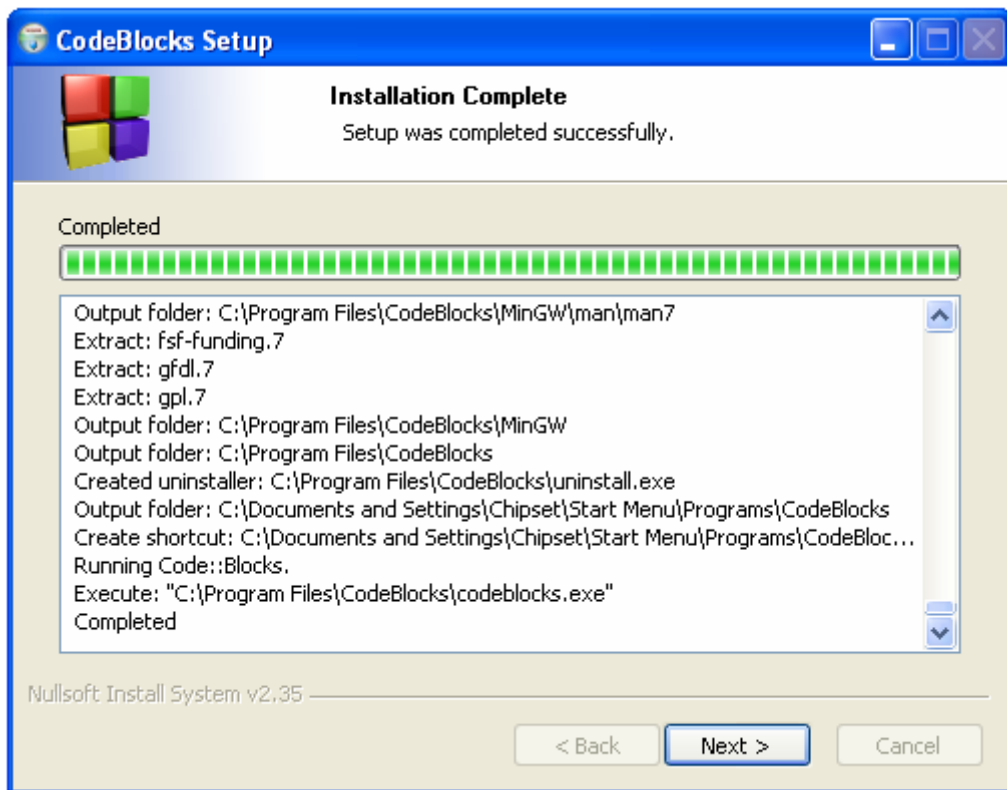 CodeBlocks Setup
Installation Complete
Setup was completed successfully.
Completed
Output folder: C:\Program Files\CodeBlocks\MinGW\man\man7
Extract: fsf-funding.7
Extract: gfdl.7
Extract: gpl.7
Output folder: C:\Program Files\CodeBlocks\MinGW
Output folder: C:\Program Files\CodeBlocks
Created uninstaller: C:\Program Files\CodeBlocks\uninstall.exe
Output folder: C:\Documents and Settings\Chipset\Start Menu\Programs\CodeBlocks
Create shortcut: C:\Documents and Settings\Chipset\Start Menu\Programs\CodeBloc...
Running Code::Blocks.
Execute: "C:\Program Files\CodeBlocks\codeblocks.exe"
Completed
Nullsoft Install System v2.35
< Back Next > Cancel